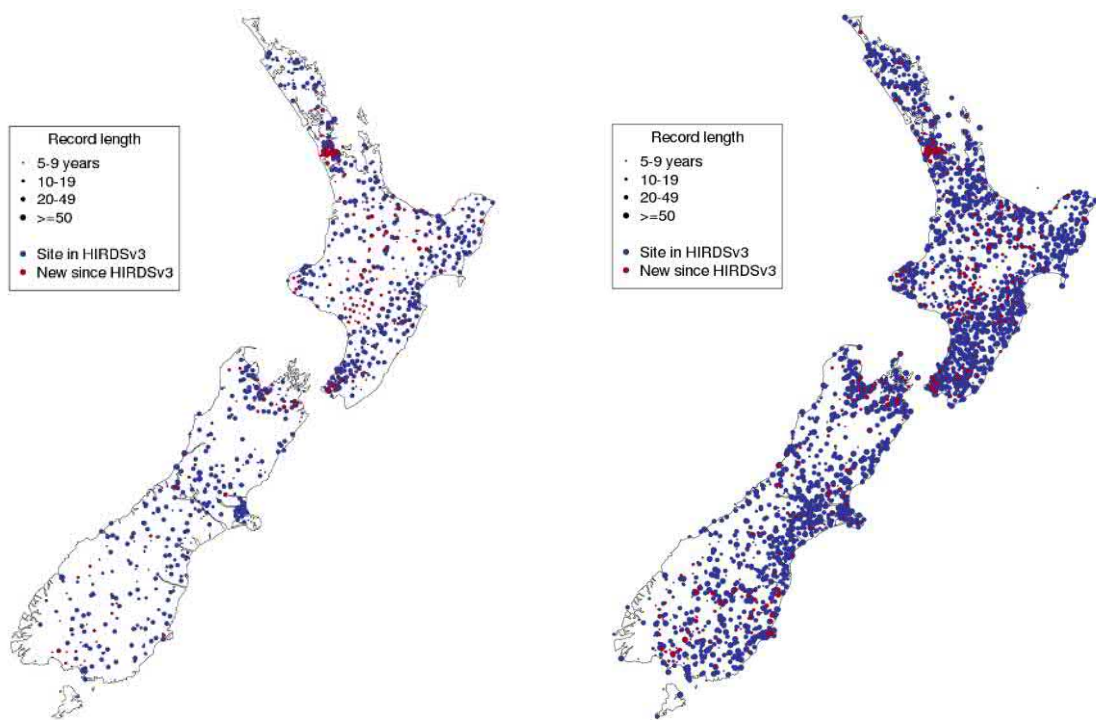 Record length
5-9 years
10-19
20-49
>=50
Site in HIRDSv3
New since HIRDSv3
Record length
5-9 years
10-19
20-49
>=50
Site in HIRDSv3
New since HIRDSv3